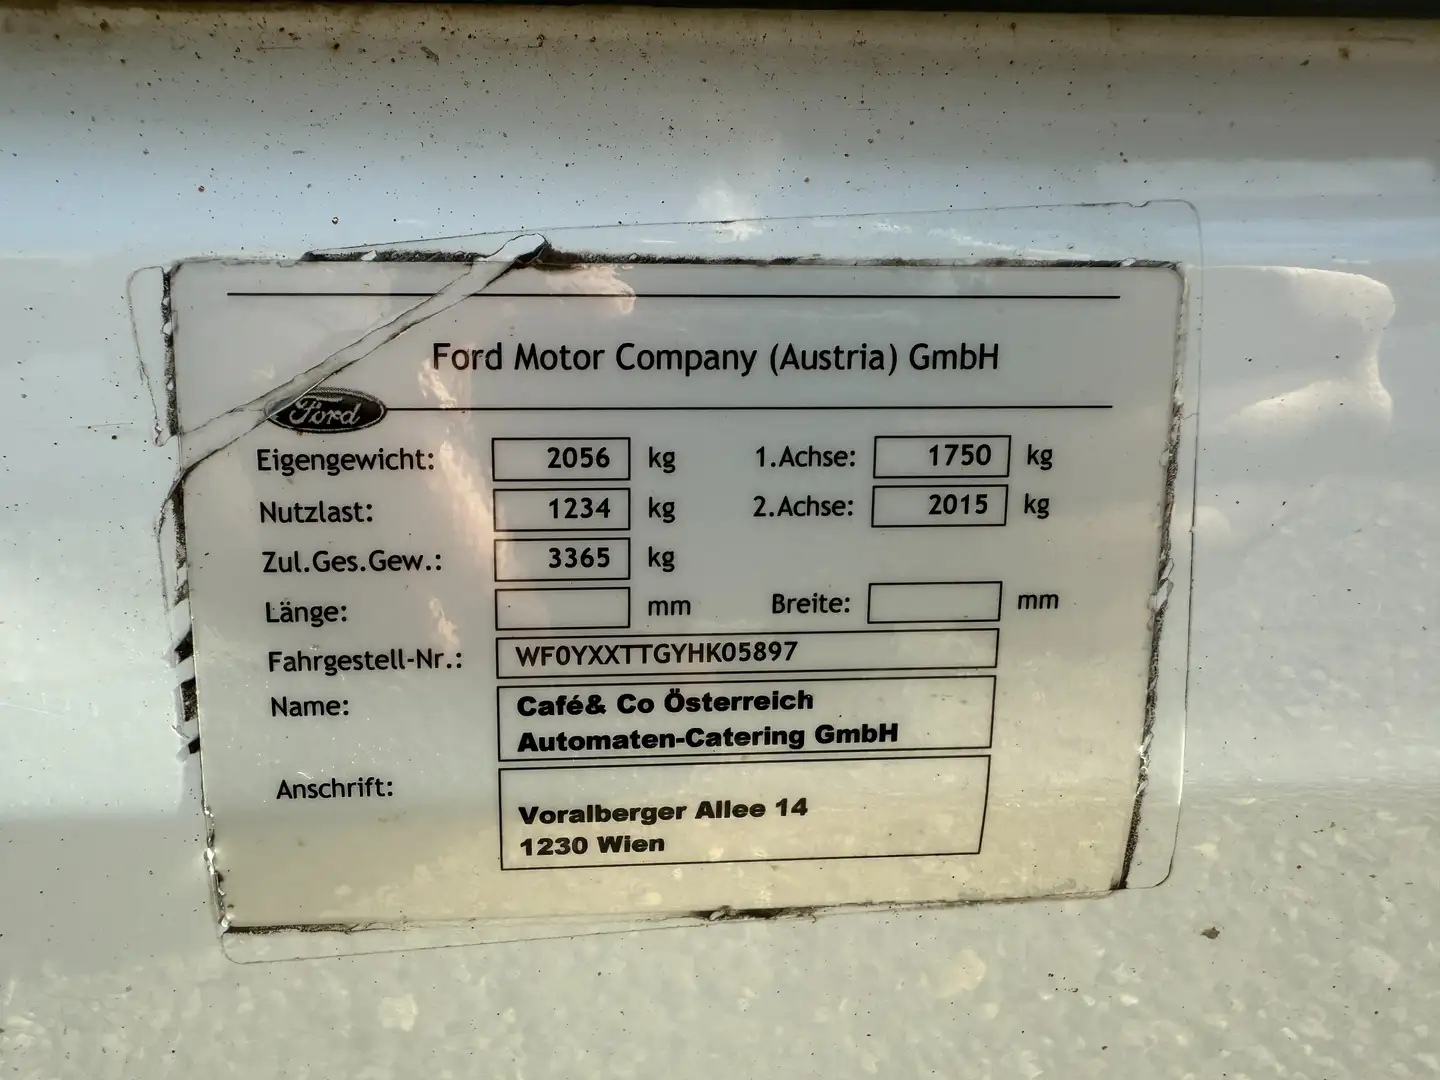 Ford Motor Company (Austria) GmbH
Ford
Eigengewicht: 2056 kg 1.Achse: 1750 kg
Nutzlast: 1234 kg 2.Achse: 2015 kg
Zul.Ges.Gew.: 3365 kg
Länge: mm Breite: mm
Fahrgestell-Nr.: WF0YXXTTGYHK05897
Name: Café& Co Österreich
Automaten-Catering GmbH
Anschrift:
Voralberger Allee 14
1230 Wien